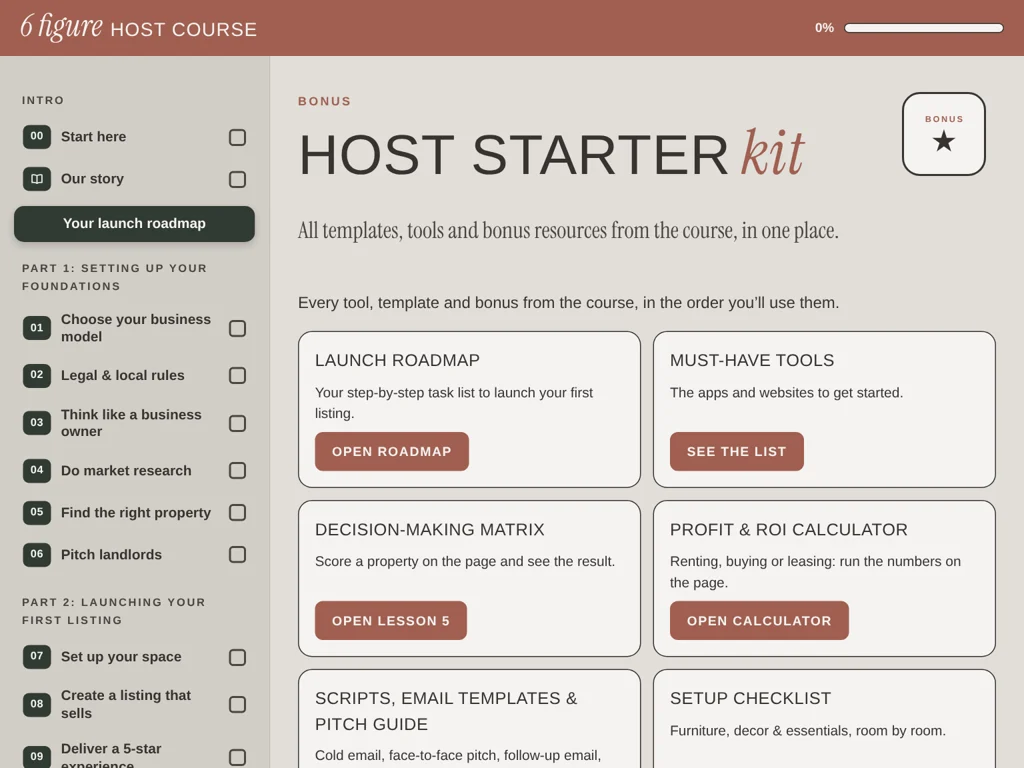 6 figure HOST COURSE
0%
INTRO
00 Start here
Our story
Your launch roadmap
PART 1: SETTING UP YOUR
FOUNDATIONS
01 Choose your business
model
02 Legal & local rules
03 Think like a business
owner
04 Do market research
05 Find the right property
06 Pitch landlords
PART 2: LAUNCHING YOUR
FIRST LISTING
07 Set up your space
08 Create a listing that
sells
09 Deliver a 5-star
experience
BONUS
HOST STARTER kit
BONUS
All templates, tools and bonus resources from the course, in one place.
Every tool, template and bonus from the course, in the order you’ll use them.
LAUNCH ROADMAP
Your step-by-step task list to launch your first
listing.
OPEN ROADMAP
MUST-HAVE TOOLS
The apps and websites to get started.
SEE THE LIST
DECISION-MAKING MATRIX
Score a property on the page and see the result.
OPEN LESSON 5
PROFIT & ROI CALCULATOR
Renting, buying or leasing: run the numbers on
the page.
OPEN CALCULATOR
SCRIPTS, EMAIL TEMPLATES &
PITCH GUIDE
Cold email, face-to-face pitch, follow-up email,
SETUP CHECKLIST
Furniture, decor & essentials, room by room.